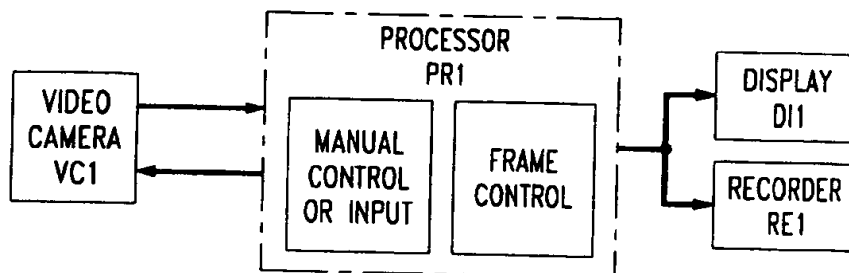 VIDEO
CAMERA
VC1
PROCESSOR
PR1
MANUAL
CONTROL
OR INPUT
FRAME
CONTROL
DISPLAY
DI1
RECORDER
RE1